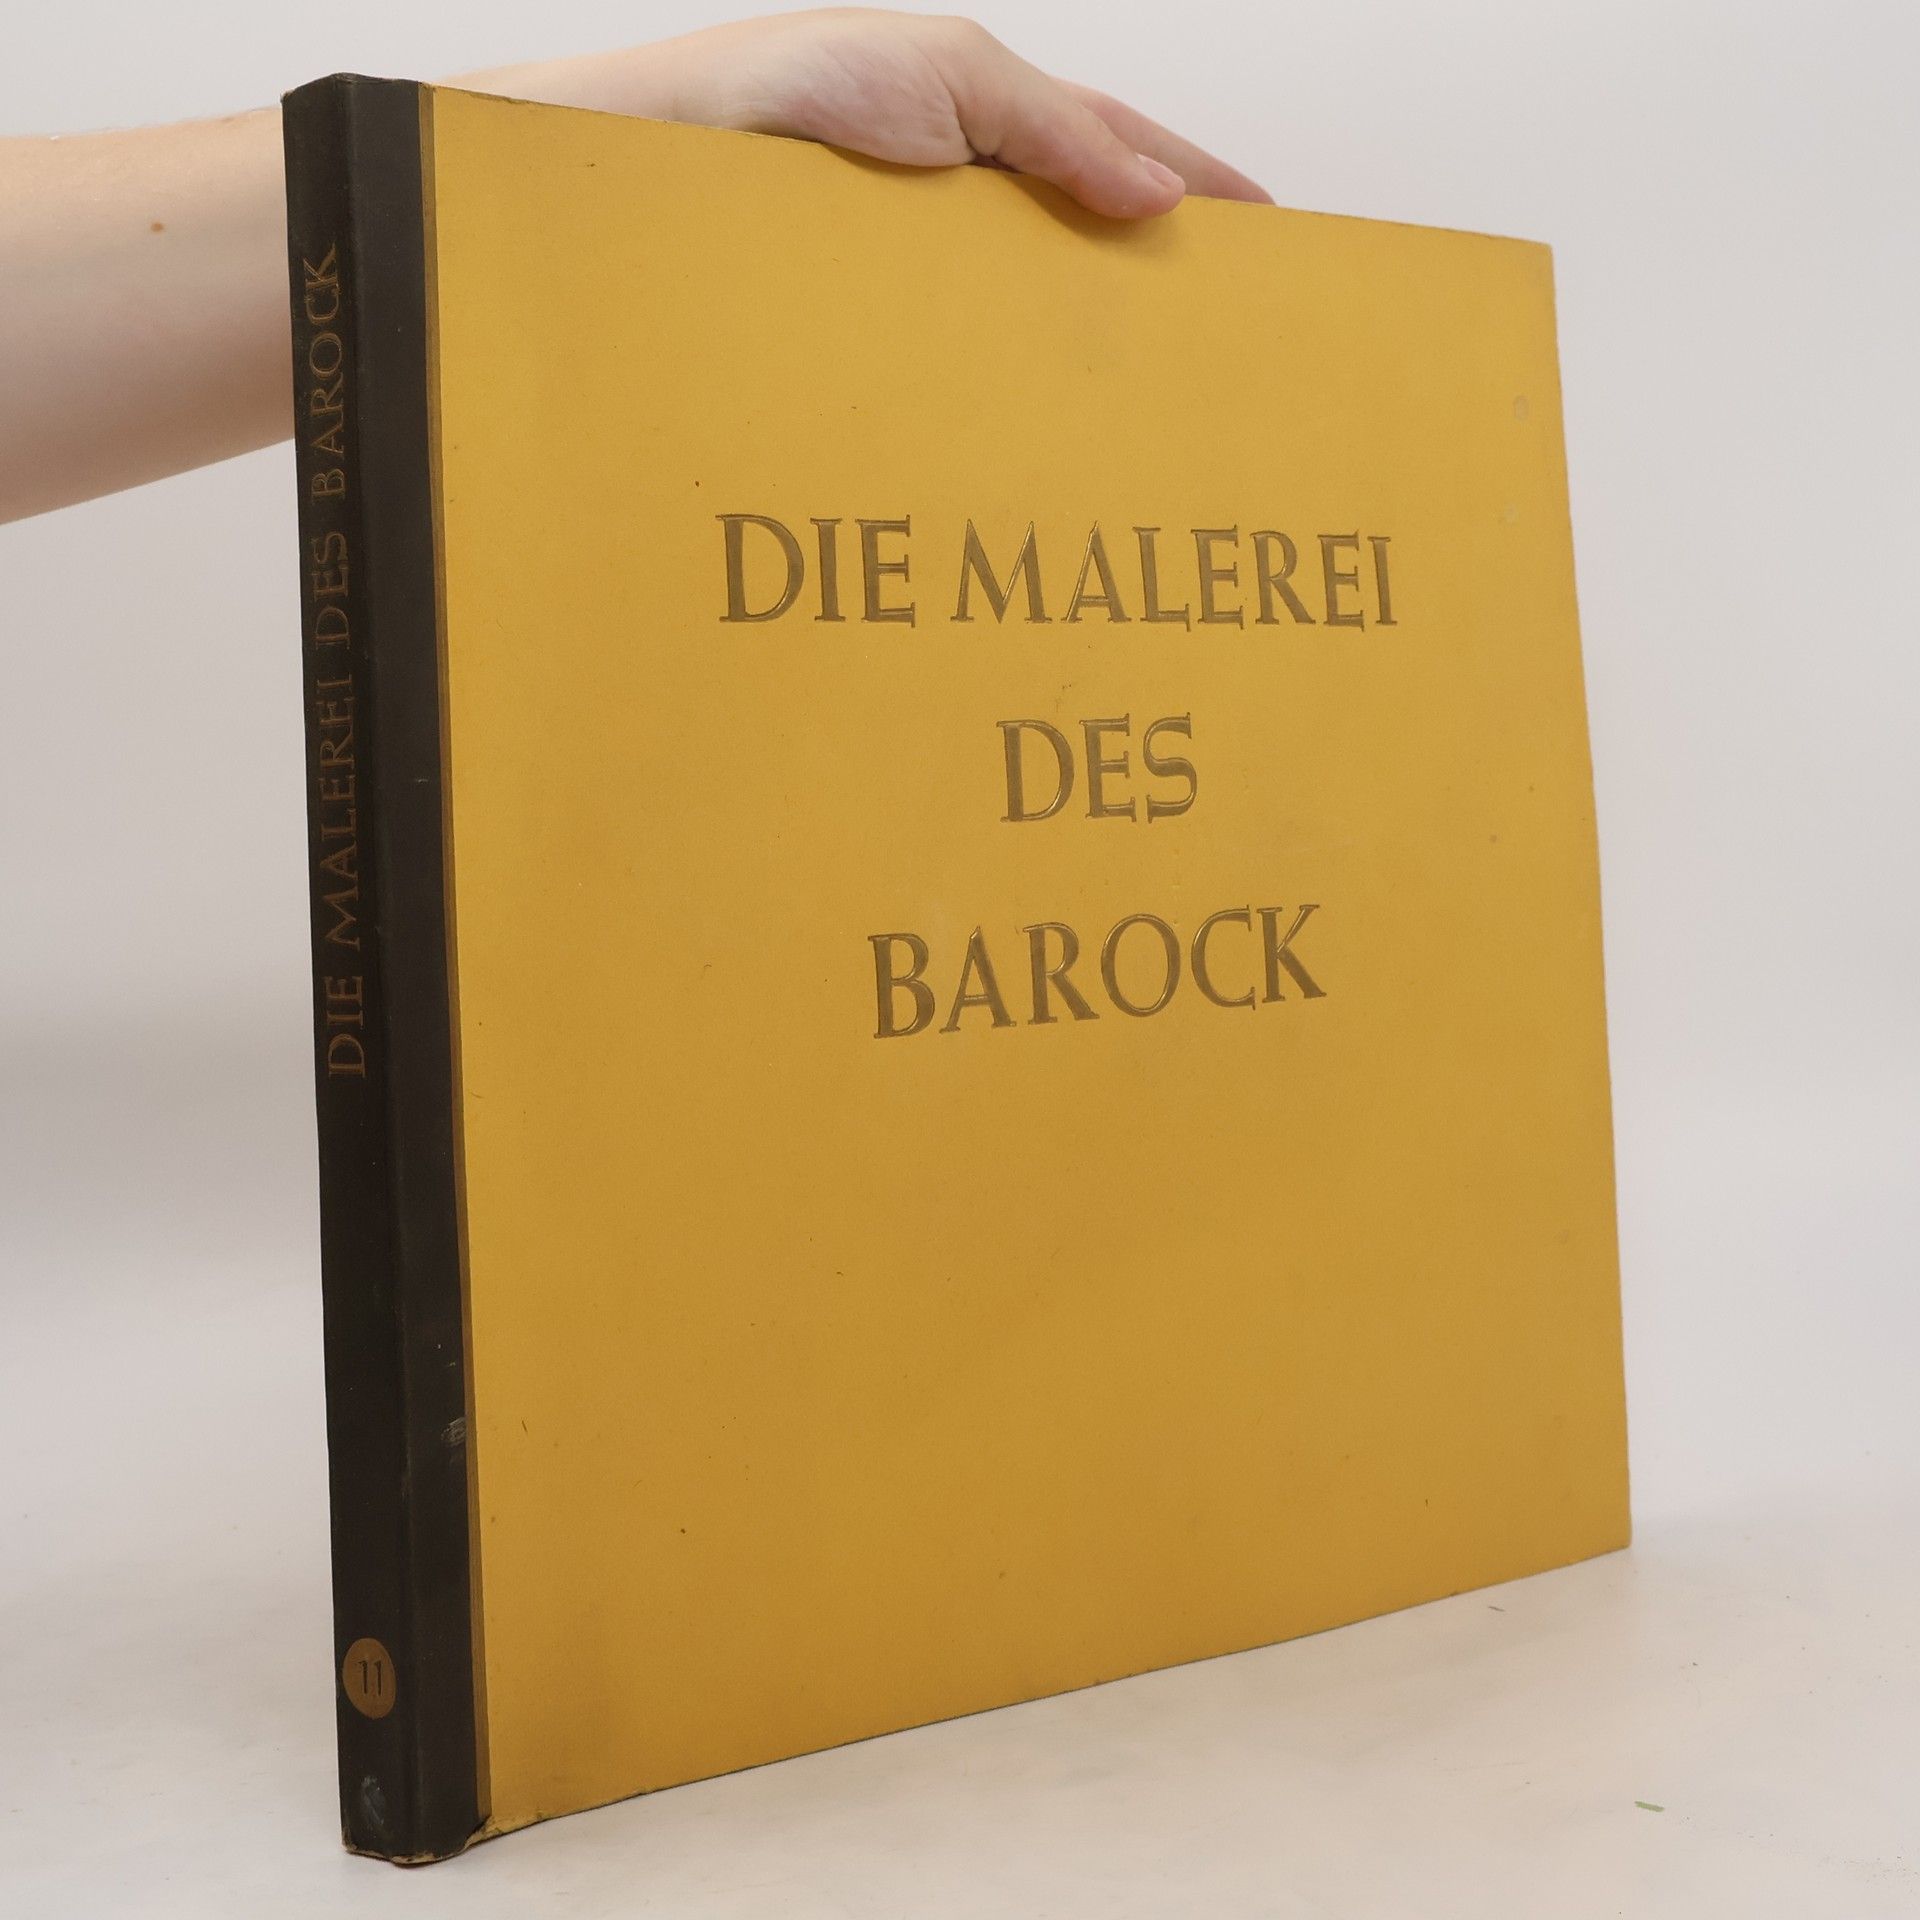 DIE MALEREI DES BAROCK
11
DIE MALEREI
DES
BAROCK